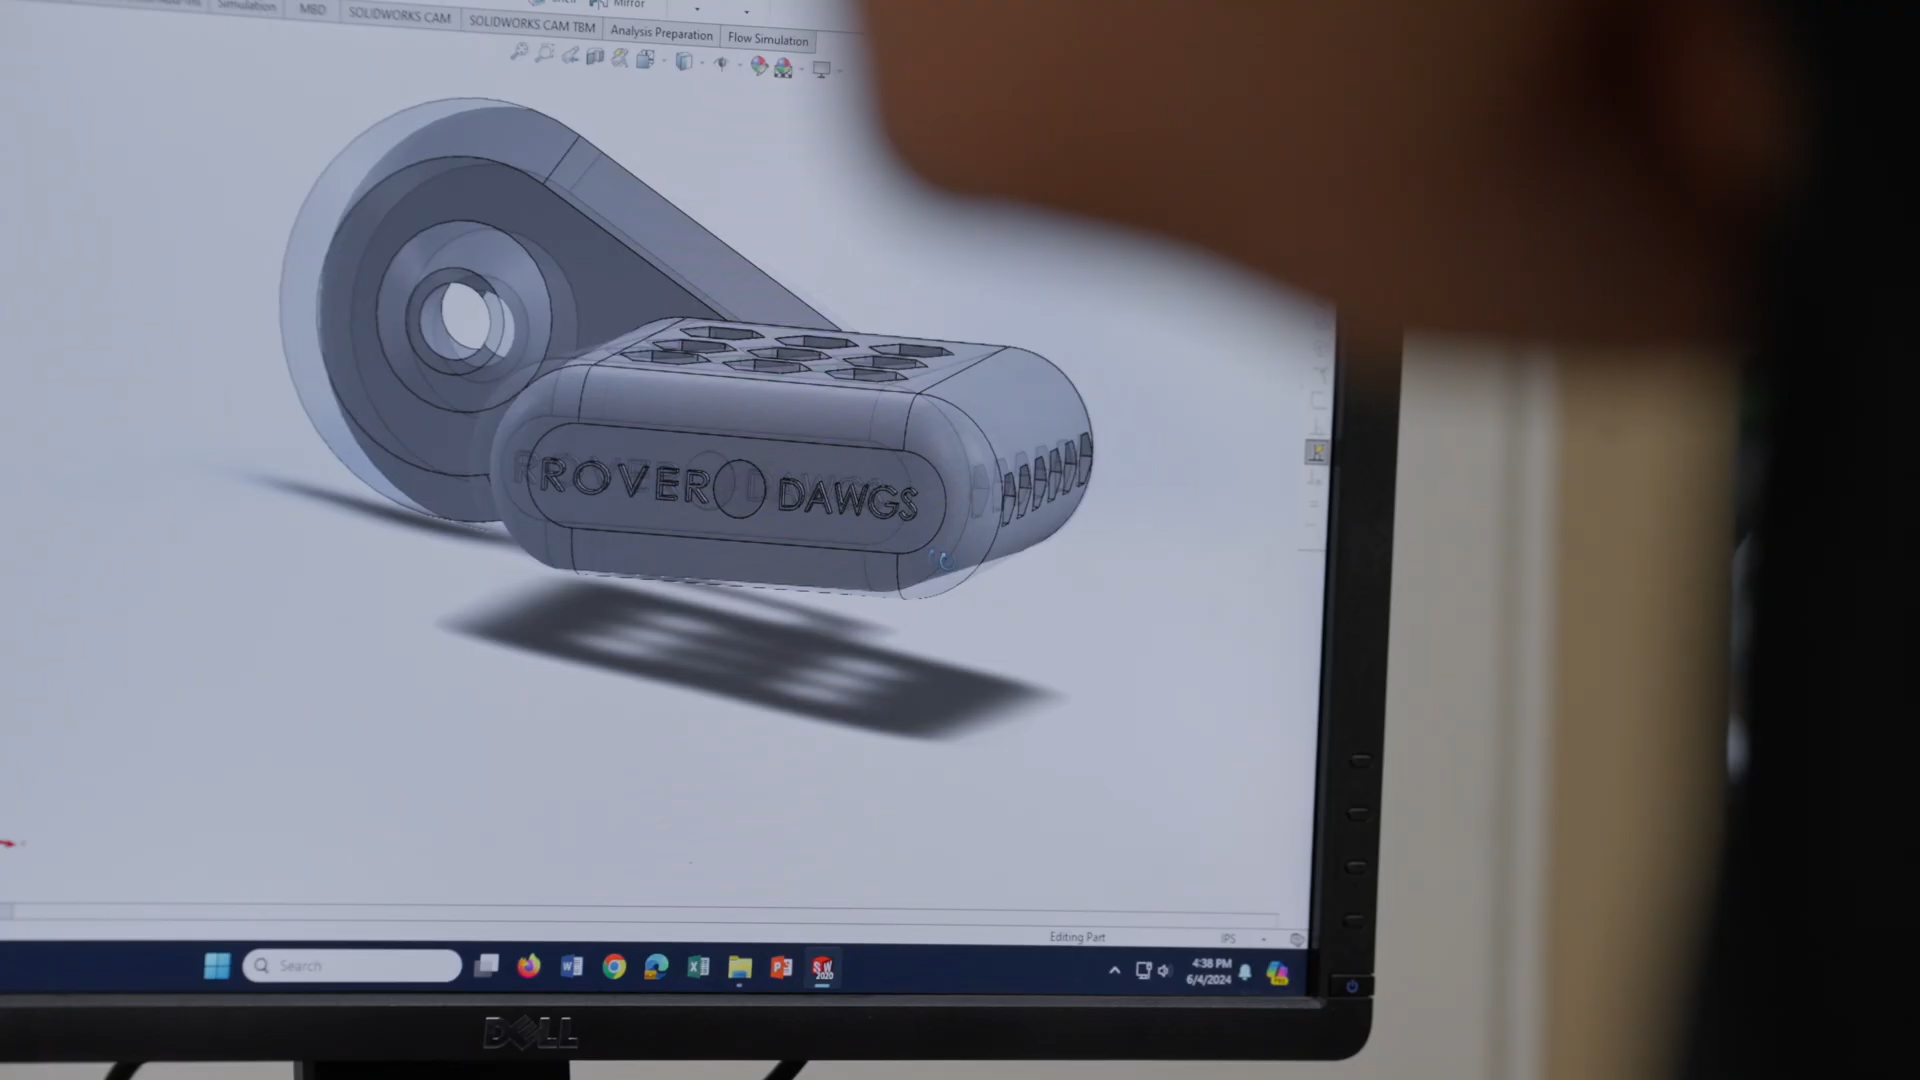 Simulation
MBD
SOLIDWORKS CAM
SOLIDWORKS CAM TBM
Analysis Preparation
Flow Simulation
Mirror
ROVER DAWGS
Editing Part
IPS
Search
4:38 PM
6/4/2024
DELL